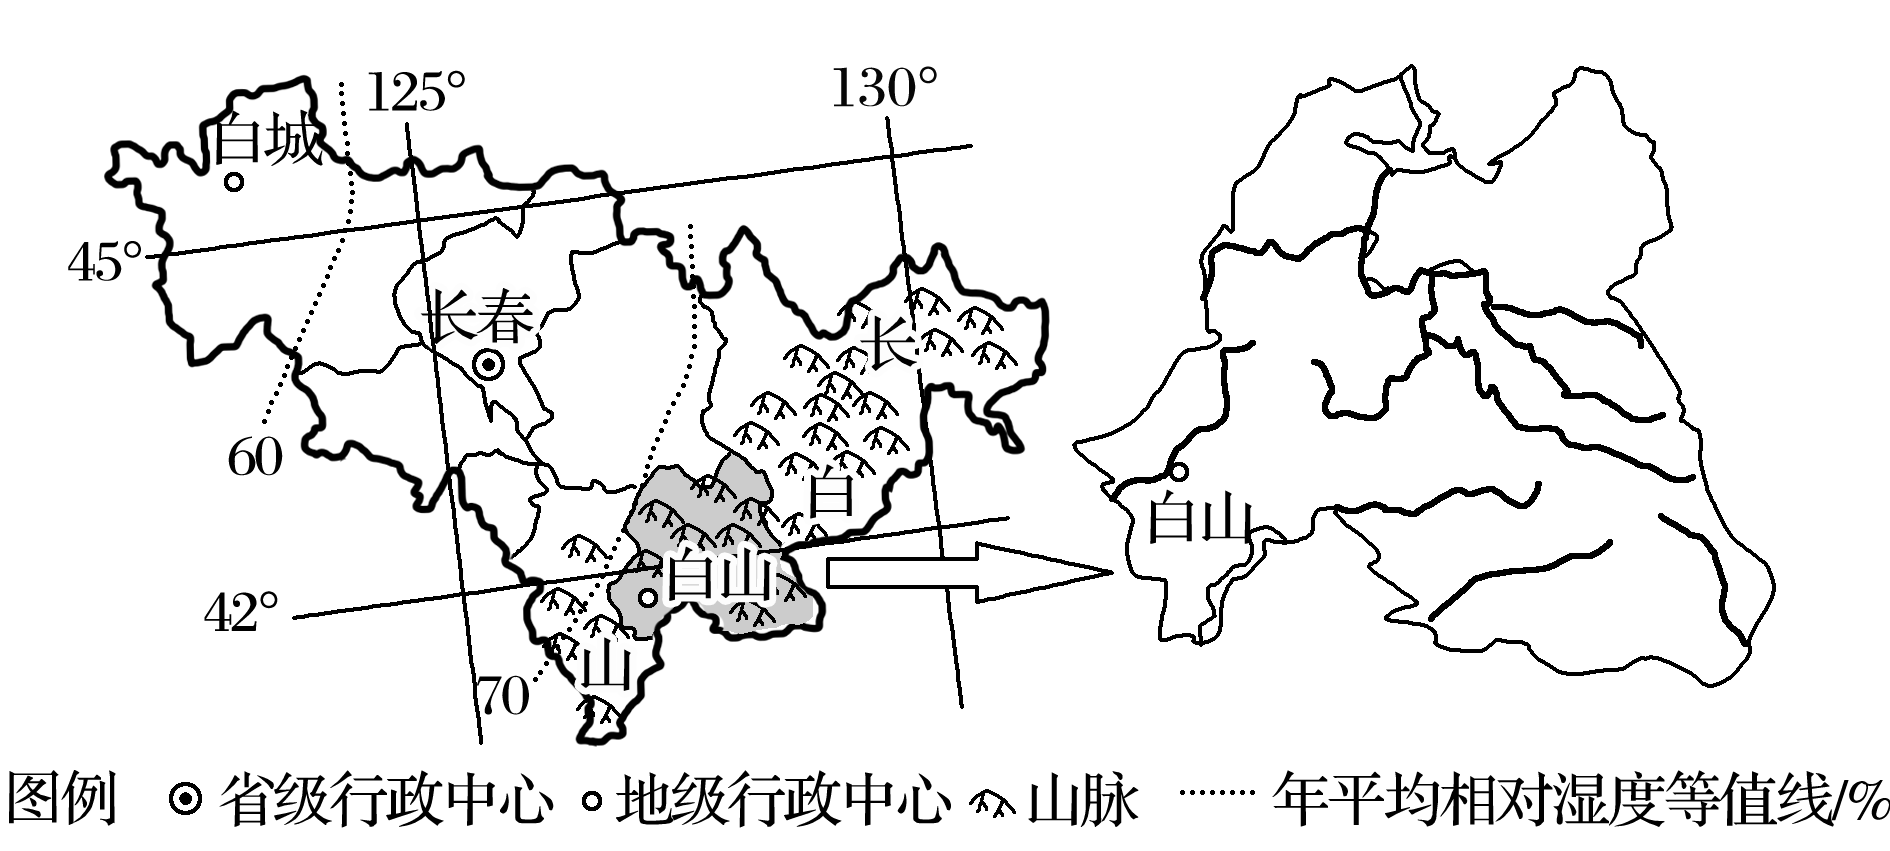 125°
130°
白城
45°
长春
长
60
白
白山
白山
42°
山
70
图例 省级行政中心 地级行政中心 山脉 年平均相对湿度等值线/%